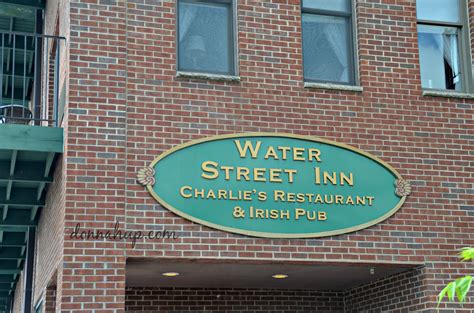 WATER
STREET INN
CHARLIE'S RESTAURANT
& IRISH PUB
donnahup.com